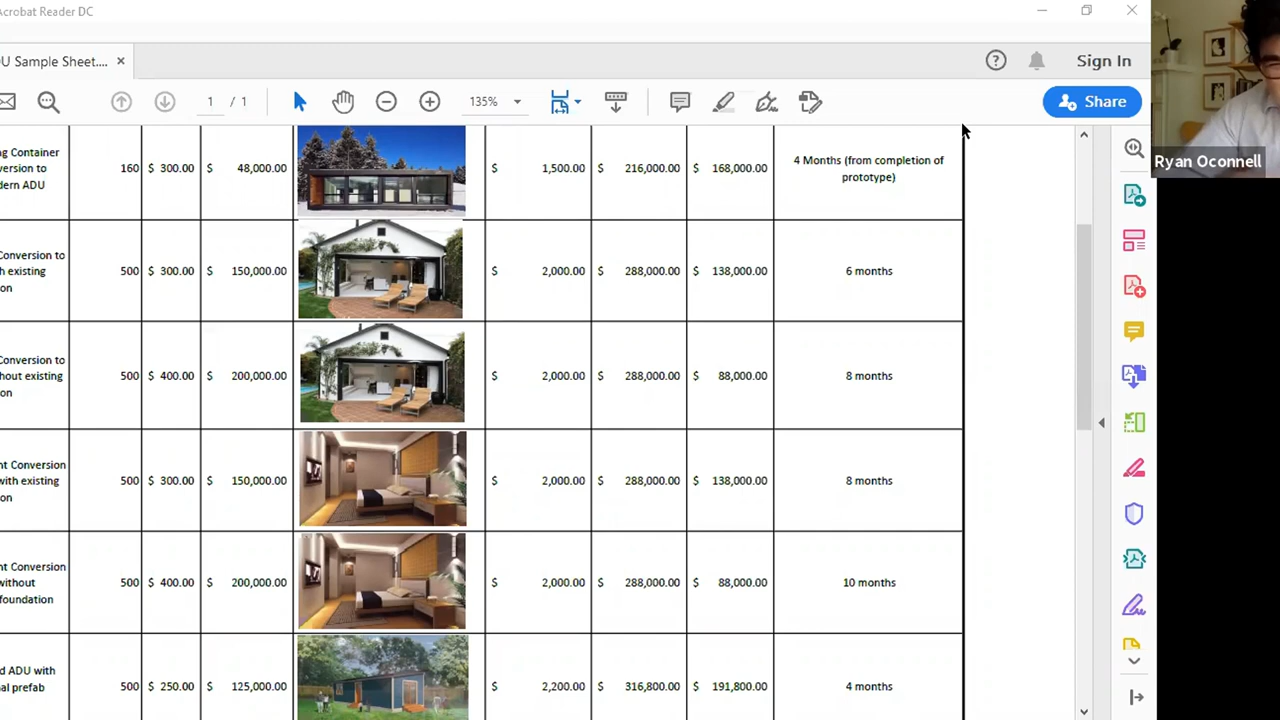 Acrobat Reader DC
OU Sample Sheet....
Sign In
1 / 1
135%
Share
Ryan Oconnell
ng Container
version to
dern ADU
160 $ 300.00 $ 48,000.00 $ 1,500.00 $ 216,000.00 $ 168,000.00
4 Months (from completion of
prototype)
Conversion to
h existing
on
500 $ 300.00 $ 150,000.00 $ 2,000.00 $ 288,000.00 $ 138,000.00 6 months
Conversion to
hout existing
on
500 $ 400.00 $ 200,000.00 $ 2,000.00 $ 288,000.00 $ 88,000.00 8 months
nt Conversion
with existing
on
500 $ 300.00 $ 150,000.00 $ 2,000.00 $ 288,000.00 $ 138,000.00 8 months
nt Conversion
without
foundation
500 $ 400.00 $ 200,000.00 $ 2,000.00 $ 288,000.00 $ 88,000.00 10 months
d ADU with
al prefab
500 $ 250.00 $ 125,000.00 $ 2,200.00 $ 316,800.00 $ 191,800.00 4 months